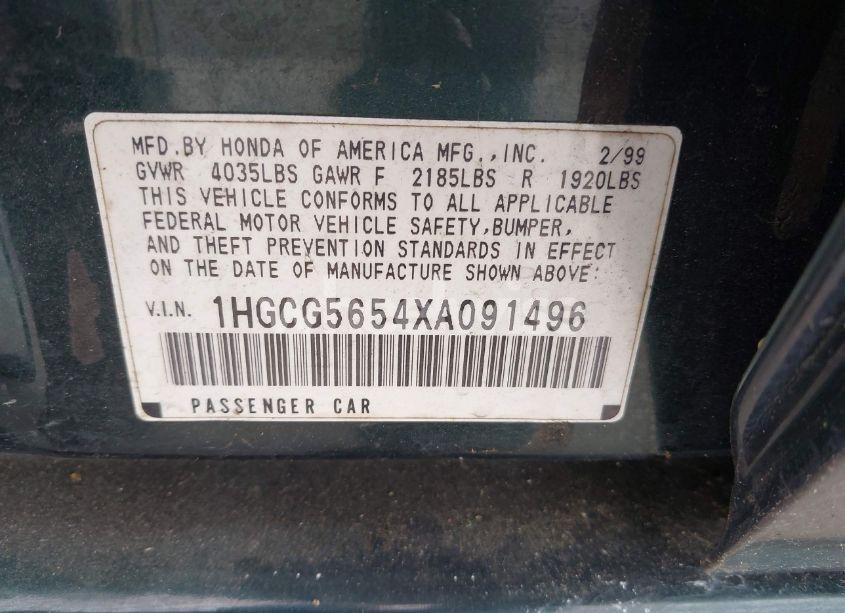 MFD.BY HONDA OF AMERICA MFG.,INC. 2/99
GVWR 4035LBS GAWR F 2185LBS R 1920LBS
THIS VEHICLE CONFORMS TO ALL APPLICABLE
FEDERAL MOTOR VEHICLE SAFETY,BUMPER,
AND THEFT PREVENTION STANDARDS IN EFFECT
ON THE DATE OF MANUFACTURE SHOWN ABOVE:
V.I.N. 1HGCG5654XA091496
PASSENGER CAR